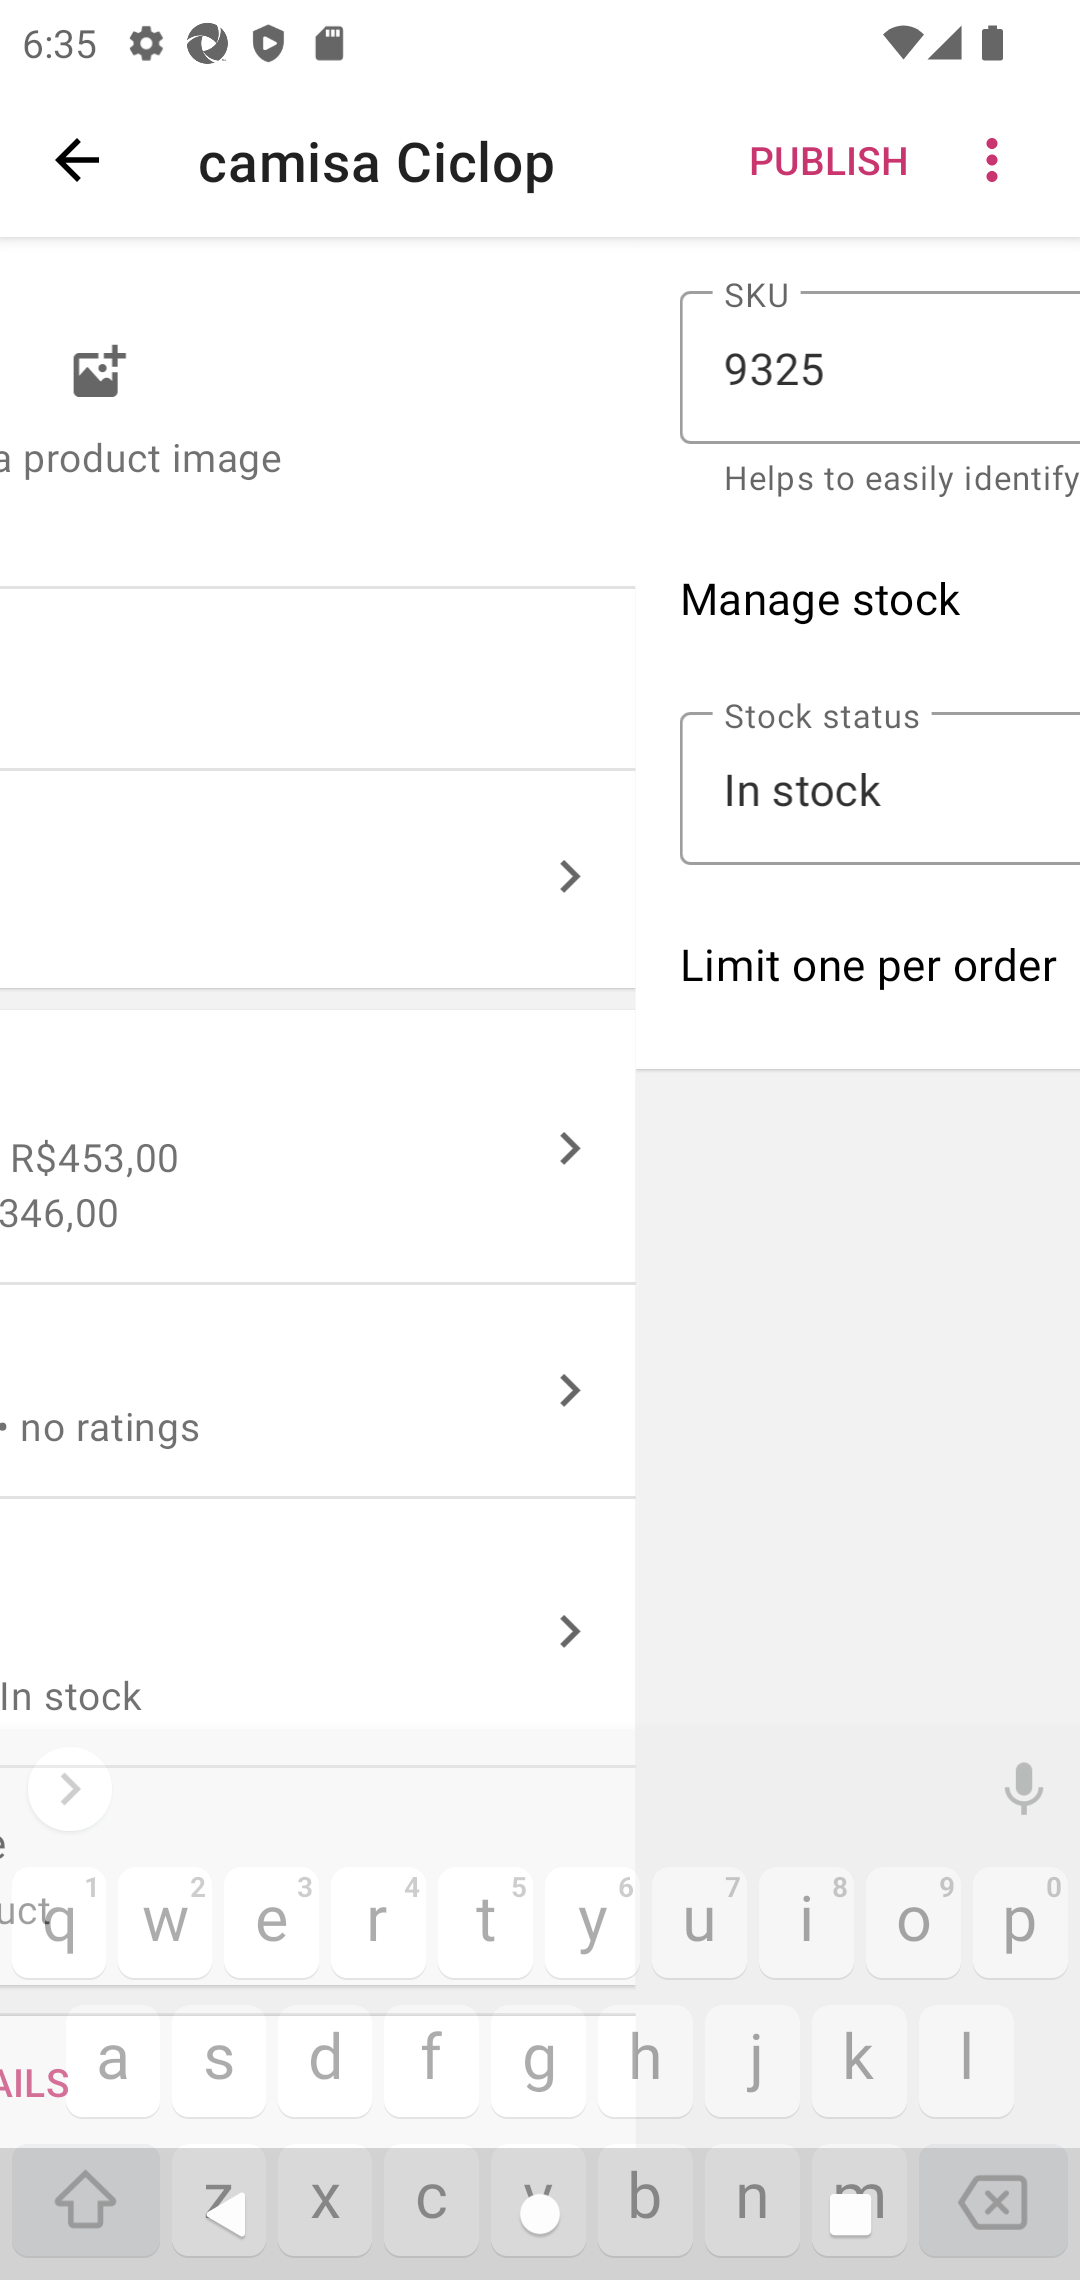 6:35
camisa Ciclop
PUBLISH
SKU
9325
a product image
Helps to easily identify
Manage stock
Stock status
In stock
Limit one per order
R$453,00
346,00
• no ratings
In stock
e
uct
q 1 w 2 e 3 r 4 t 5 y 6 u 7 i 8 o 9 p 0
AILS
a s d f g h j k l
z x c v b n m